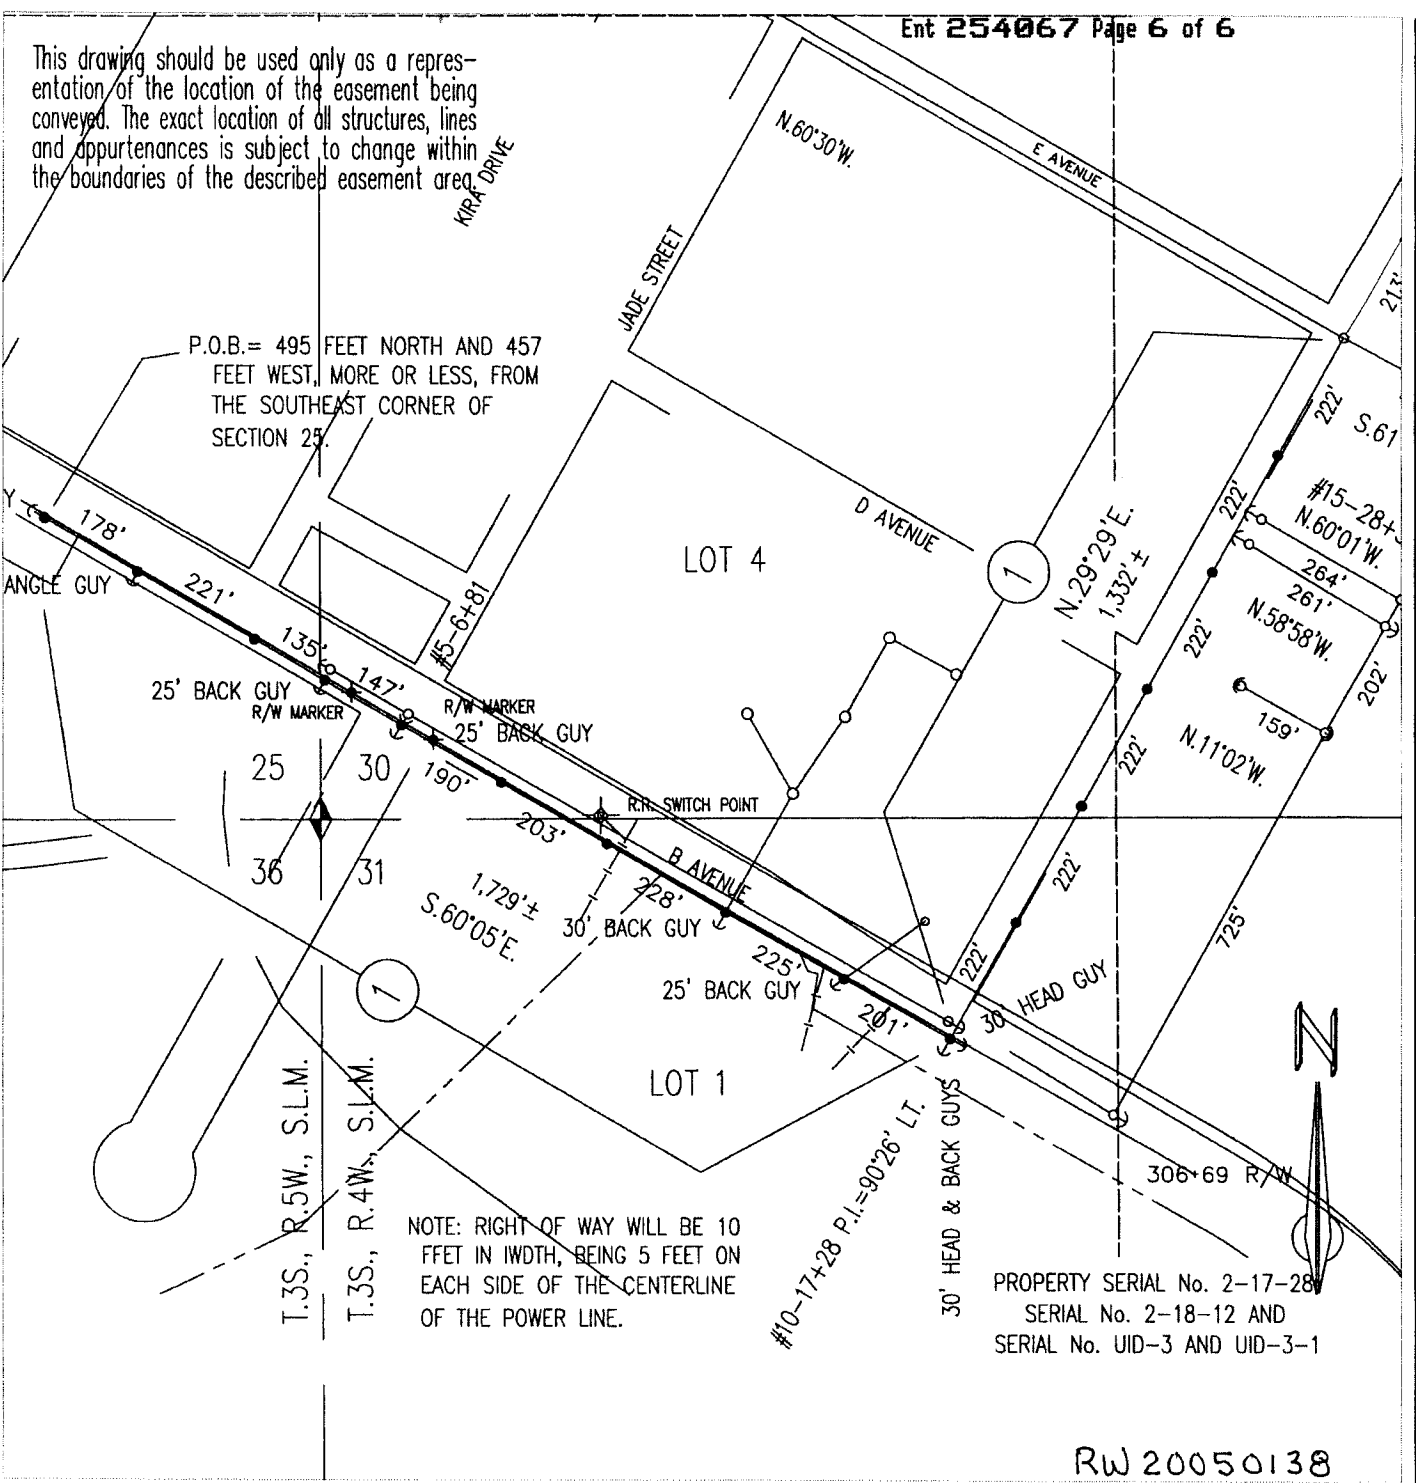 Ent 254067 Page 6 of 6
This drawing should be used only as a repres-
entation of the location of the easement being
conveyed. The exact location of all structures, lines
and appurtenances is subject to change within
the boundaries of the described easement area.
KIRA DRIVE
N.60°30'W.
E AVENUE
JADE STREET
213'
P.O.B.= 495 FEET NORTH AND 457
FEET WEST, MORE OR LESS, FROM
THE SOUTHEAST CORNER OF
SECTION 25.
222'
S.61
#15-28+
N.60°01'W.
222'
264'
261'
N.58°58'W.
D AVENUE
LOT 4
1
N.29°29'E.
1,332'±
Y
178'
ANGLE GUY
221'
135'
#5-6+81
222'
202'
25' BACK GUY
R/W MARKER
147'
R/W MARKER
25' BACK GUY
159'
N.11°02'W.
222'
25
30
190'
R.R. SWITCH POINT
203'
B AVENUE
36
31
1,729'±
S.60°05'E.
228'
30' BACK GUY
222'
725'
225'
25' BACK GUY
222'
30' HEAD GUY
201'
1
LOT 1
N
T.3S., R.5W., S.L.M.
T.3S., R.4W., S.L.M.
#10-17+28 P.I.=90°26' LT.
30' HEAD & BACK GUYS
306+69 R/W
NOTE: RIGHT OF WAY WILL BE 10
FFET IN IWDTH, BEING 5 FEET ON
EACH SIDE OF THE CENTERLINE
OF THE POWER LINE.
PROPERTY SERIAL No. 2-17-28
SERIAL No. 2-18-12 AND
SERIAL No. UID-3 AND UID-3-1
RW 20050138